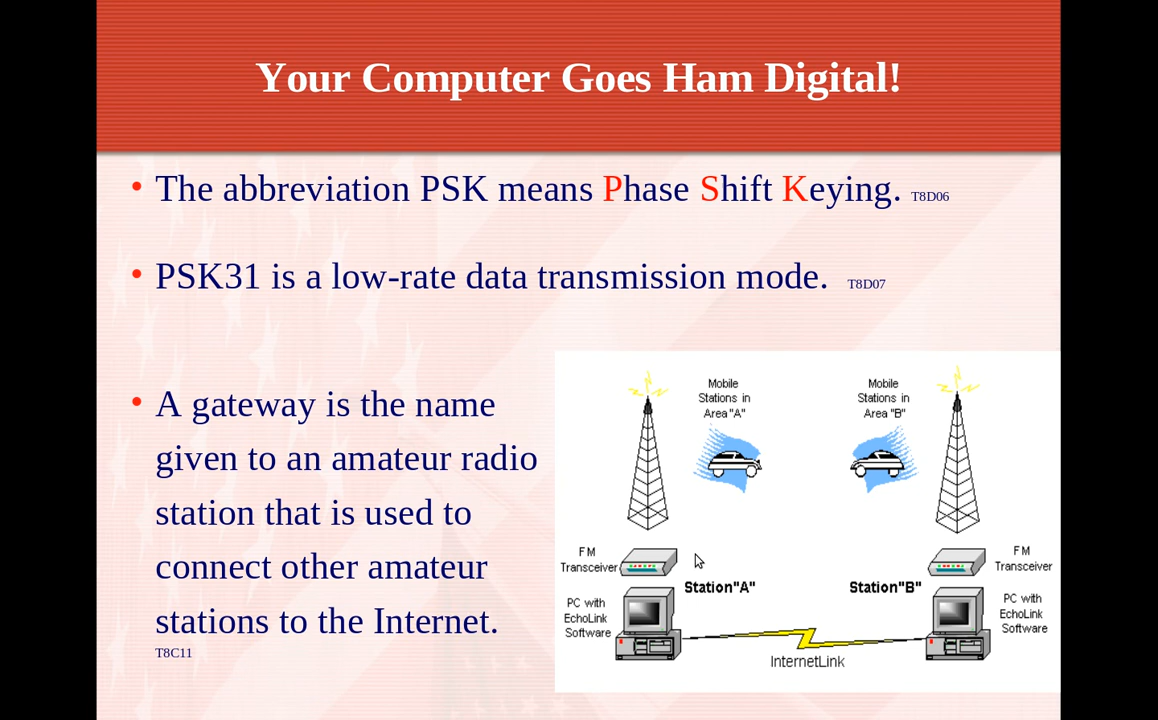 Your Computer Goes Ham Digital!
• The abbreviation PSK means Phase Shift Keying. T8D06
• PSK31 is a low-rate data transmission mode. T8D07
• A gateway is the name
given to an amateur radio
station that is used to
connect other amateur
stations to the Internet.
T8C11
Mobile
Stations in
Area "A"
Mobile
Stations in
Area "B"
FM
Transceiver
Station"A"
PC with
EchoLink
Software
FM
Transceiver
Station"B"
PC with
EchoLink
Software
InternetLink